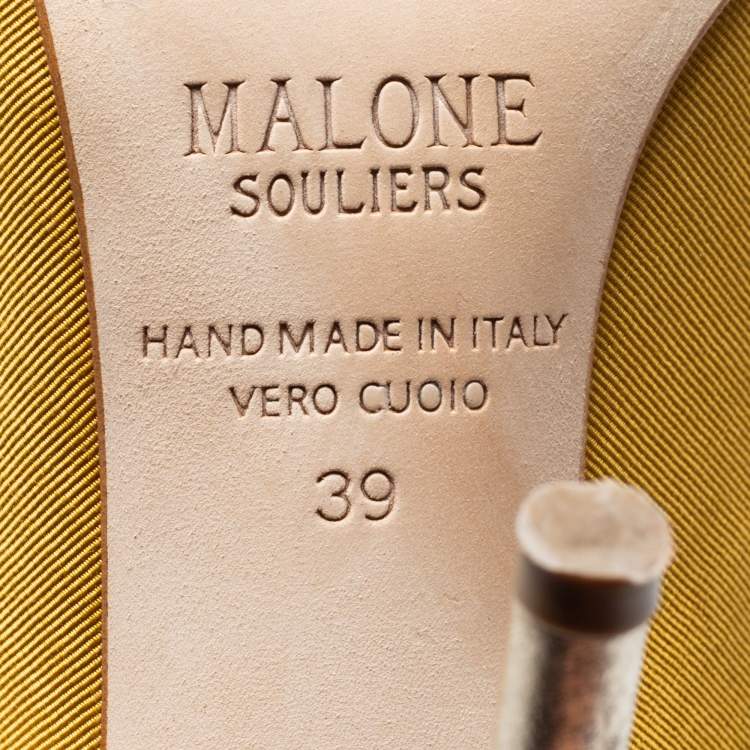 MALONE
SOULIERS
HAND MADE IN ITALY
VERO CUOIO
39